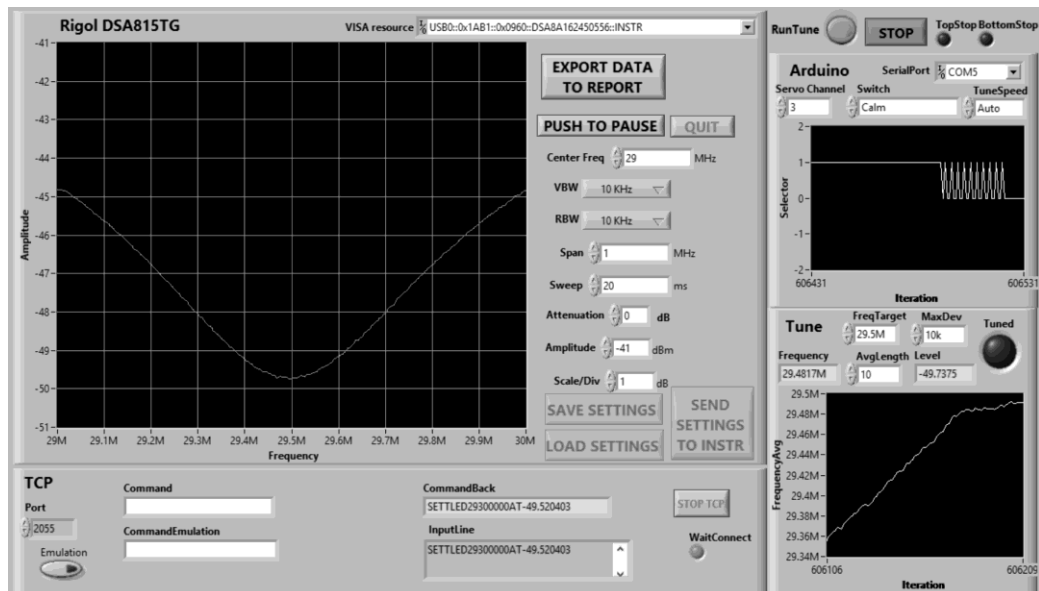 Rigol DSA815TG
VISA resource USB0::0x1AB1::0x0960::DSA8A162450556::INSTR
-41
-42
-43
-44
-45
-46
-47
-48
-49
-50
-51
Amplitude
29M 29.1M 29.2M 29.3M 29.4M 29.5M 29.6M 29.7M 29.8M 29.9M 30M
Frequency
EXPORT DATA
TO REPORT
PUSH TO PAUSE QUIT
Center Freq 29 MHz
VBW 10 KHz
RBW 10 KHz
Span 1 MHz
Sweep 20 ms
Attenuation 0 dB
Amplitude -41 dBm
Scale/Div 1 dB
SAVE SETTINGS
LOAD SETTINGS
SEND
SETTINGS
TO INSTR
TCP
Port
2055
Emulation
Command
CommandEmulation
CommandBack
SETTLED29300000AT-49.520403
InputLine
SETTLED29300000AT-49.520403
STOP TCP
WaitConnect
RunTune STOP TopStop BottomStop
Arduino SerialPort COM5
Servo Channel Switch TuneSpeed
3 Calm Auto
2
1
0
-1
-2
Selector
606431 606531
Iteration
Tune FreqTarget MaxDev Tuned
29.5M 10k
Frequency AvgLength Level
29.4817M 10 -49.7375
29.5M
29.48M
29.46M
29.44M
29.42M
29.4M
29.38M
29.36M
29.34M
FrequencyAvg
606106 606209
Iteration